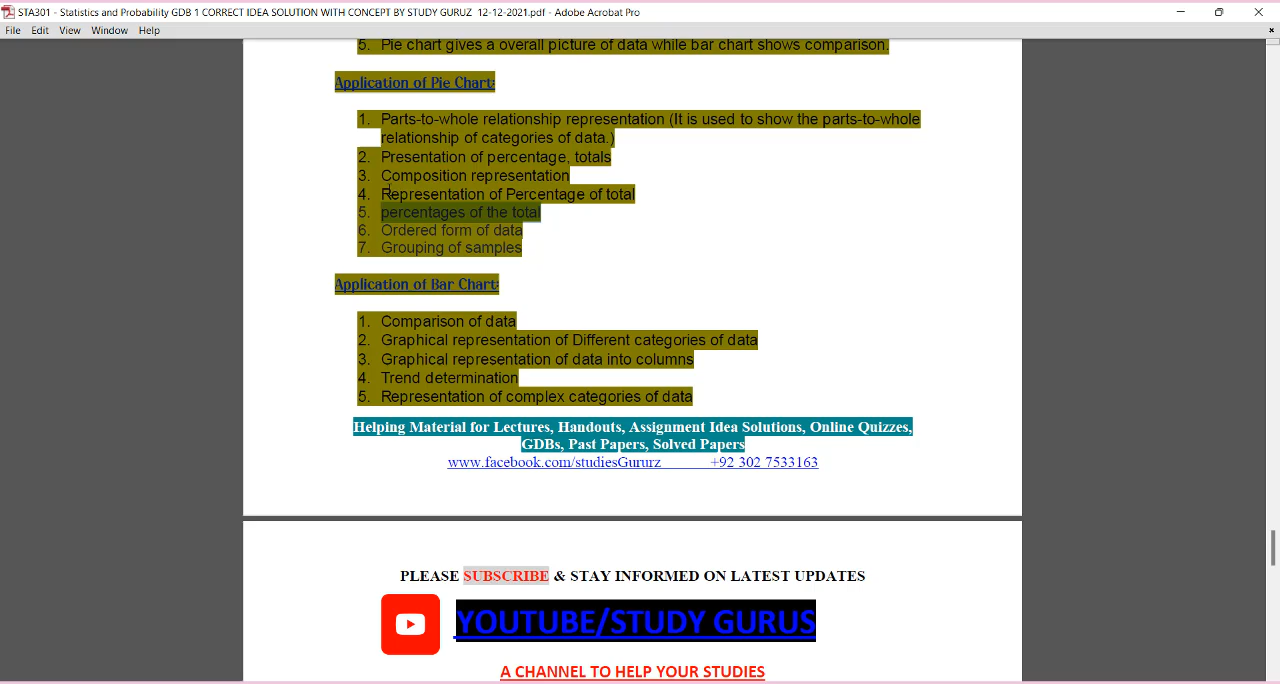 STA301 - Statistics and Probability GDB 1 CORRECT IDEA SOLUTION WITH CONCEPT BY STUDY GURUZ 12-12-2021.pdf - Adobe Acrobat Pro
File Edit View Window Help
5. Pie chart gives a overall picture of data while bar chart shows comparison.
Application of Pie Chart:
1. Parts-to-whole relationship representation (It is used to show the parts-to-whole
relationship of categories of data.)
2. Presentation of percentage, totals
3. Composition representation
4. Representation of Percentage of total
5. percentages of the total
6. Ordered form of data
7. Grouping of samples
Application of Bar Chart:
1. Comparison of data
2. Graphical representation of Different categories of data
3. Graphical representation of data into columns
4. Trend determination
5. Representation of complex categories of data
Helping Material for Lectures, Handouts, Assignment Idea Solutions, Online Quizzes,
GDBs, Past Papers, Solved Papers
www.facebook.com/studiesGururz +92 302 7533163
PLEASE SUBSCRIBE & STAY INFORMED ON LATEST UPDATES
YOUTUBE/STUDY GURUS
A CHANNEL TO HELP YOUR STUDIES